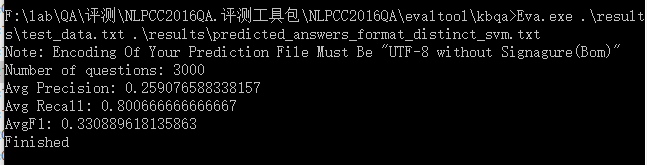 F:\lab\QA\评测\NLPCC2016QA.评测工具包\NLPCC2016QA\evaltool\kbqa>Eva.exe .\result
s\test_data.txt .\results\predicted_answers_format_distinct_svm.txt
Note: Encoding Of Your Prediction File Must Be "UTF-8 without Signagure(Bom)"
Number of questions: 3000
Avg Precision: 0.259076588338157
Avg Recall: 0.800666666666667
AvgF1: 0.330889618135863
Finished